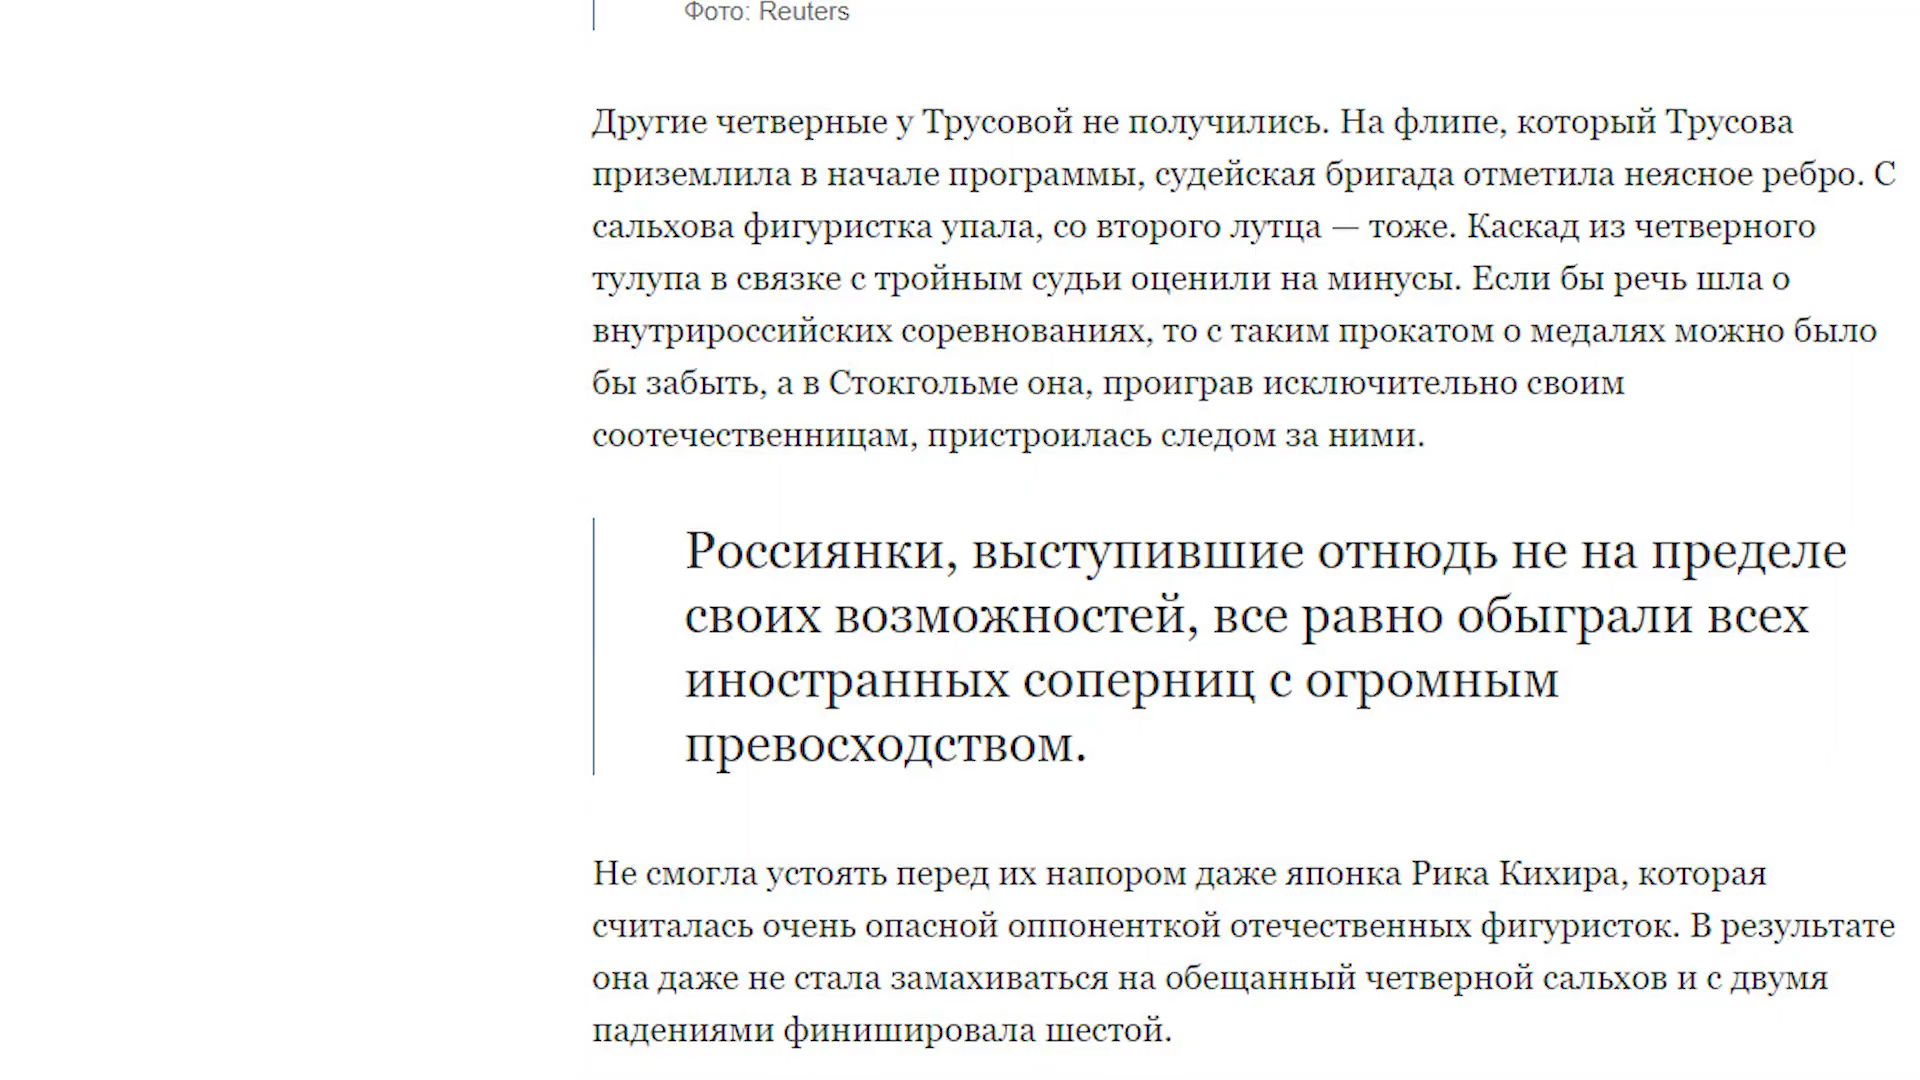 Фото: Reuters
Другие четверные у Трусовой не получились. На флипе, который Трусова
приземлила в начале программы, судейская бригада отметила неясное ребро. С
сальхова фигуристка упала, со второго лутца — тоже. Каскад из четверного
тулупа в связке с тройным судьи оценили на минусы. Если бы речь шла о
внутрироссийских соревнованиях, то с таким прокатом о медалях можно было
бы забыть, а в Стокгольме она, проиграв исключительно своим
соотечественницам, пристроилась следом за ними.
Россиянки, выступившие отнюдь не на пределе
своих возможностей, все равно обыграли всех
иностранных соперниц с огромным
превосходством.
Не смогла устоять перед их напором даже японка Рика Кихира, которая
считалась очень опасной оппоненткой отечественных фигуристок. В результате
она даже не стала замахиваться на обещанный четверной сальхов и с двумя
падениями финишировала шестой.